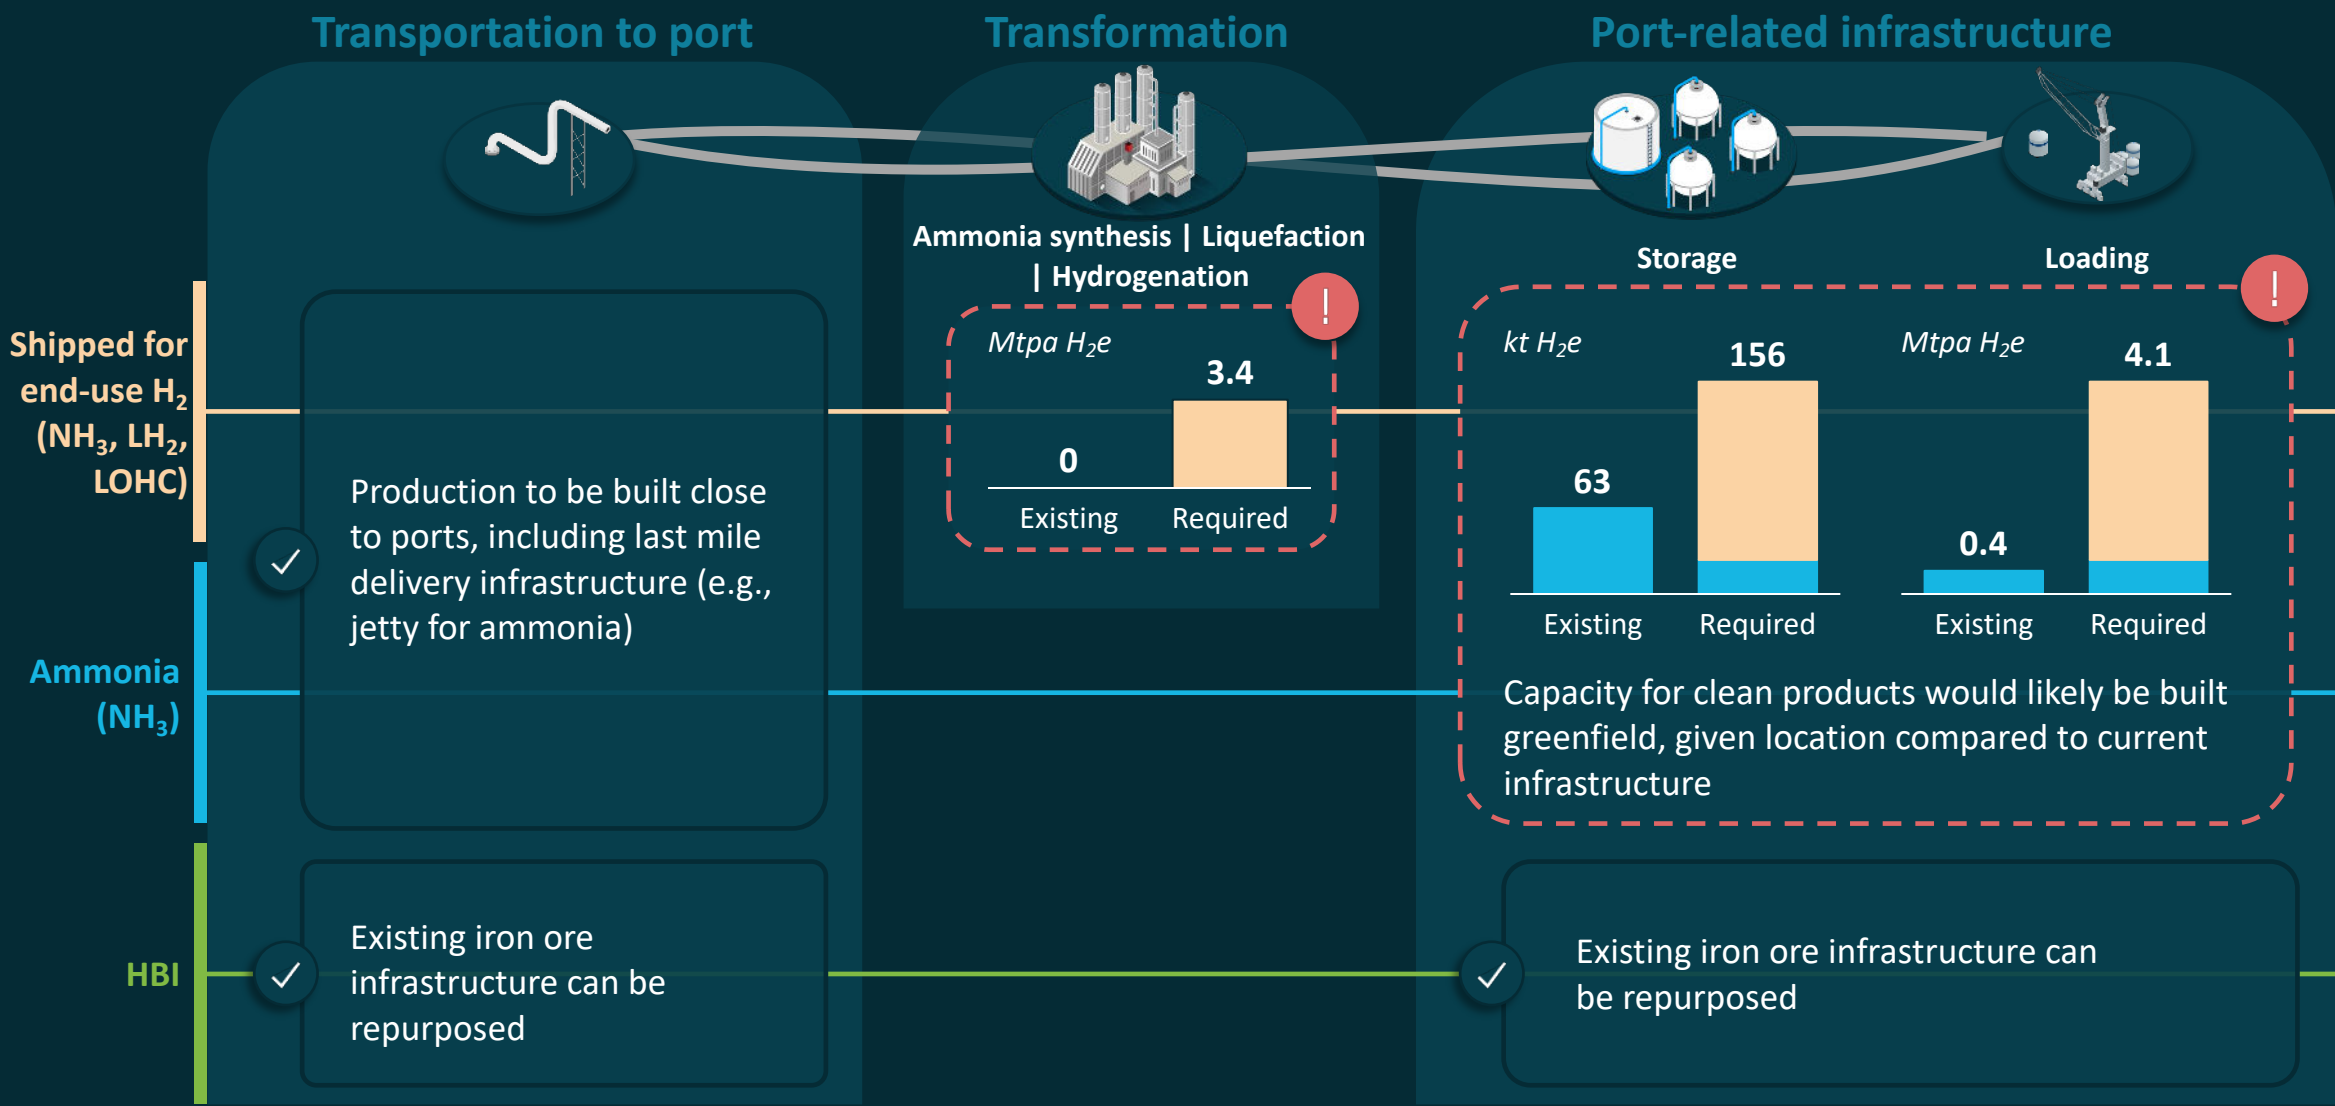 Transportation to port
Transformation
Port-related infrastructure
Ammonia synthesis | Liquefaction
| Hydrogenation
Storage
Loading
Shipped for
end-use H₂
(NH₃, LH₂,
LOHC)
Production to be built close
to ports, including last mile
delivery infrastructure (e.g.,
jetty for ammonia)
!
Mtpa H₂e
0
3.4
Existing
Required
!
kt H₂e
63
156
Existing
Required
Mtpa H₂e
0.4
4.1
Existing
Required
Capacity for clean products would likely be built
greenfield, given location compared to current
infrastructure
Ammonia
(NH₃)
HBI
Existing iron ore
infrastructure can be
repurposed
Existing iron ore infrastructure can
be repurposed